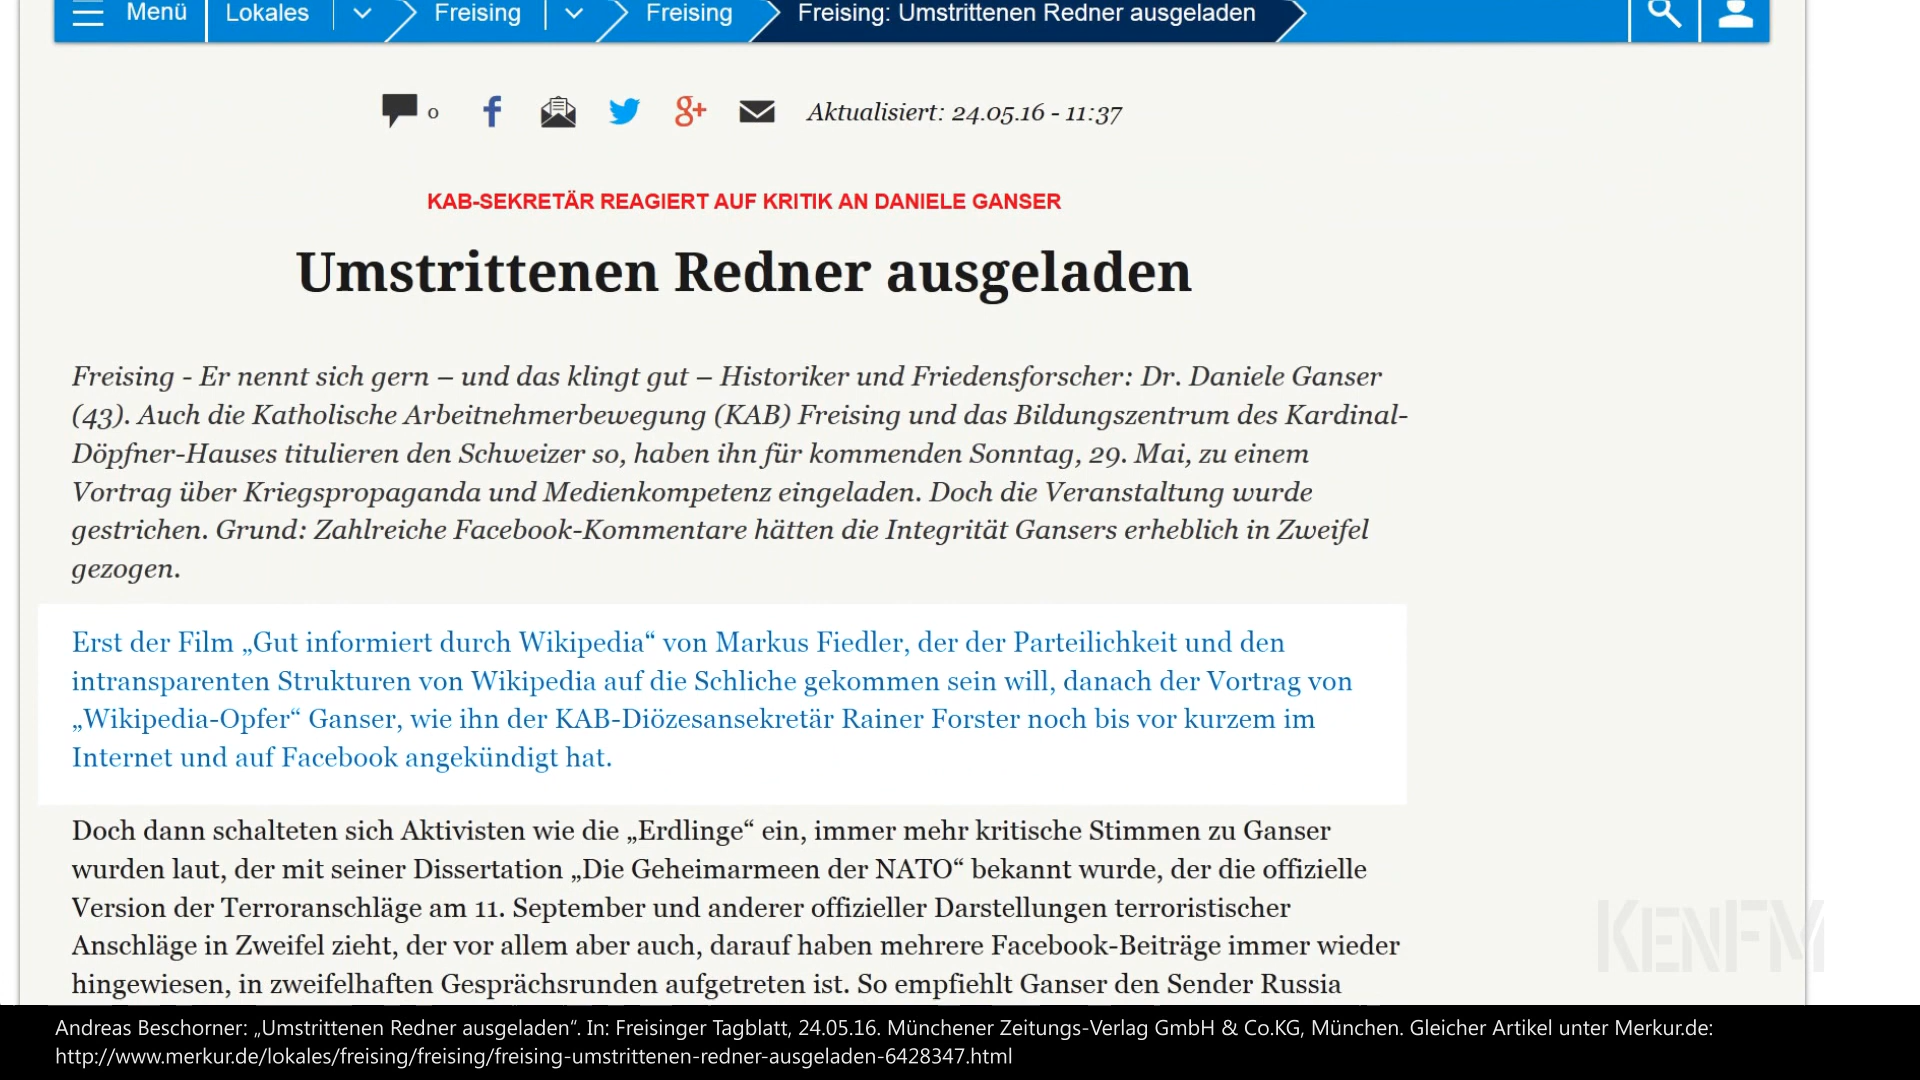 Menü Lokales Freising Freising Freising: Umstrittenen Redner ausgeladen
0 Aktualisiert: 24.05.16 - 11:37
KAB-SEKRETÄR REAGIERT AUF KRITIK AN DANIELE GANSER
Umstrittenen Redner ausgeladen
Freising - Er nennt sich gern – und das klingt gut – Historiker und Friedensforscher: Dr. Daniele Ganser
(43). Auch die Katholische Arbeitnehmerbewegung (KAB) Freising und das Bildungszentrum des Kardinal-
Döpfner-Hauses titulieren den Schweizer so, haben ihn für kommenden Sonntag, 29. Mai, zu einem
Vortrag über Kriegspropaganda und Medienkompetenz eingeladen. Doch die Veranstaltung wurde
gestrichen. Grund: Zahlreiche Facebook-Kommentare hätten die Integrität Gansers erheblich in Zweifel
gezogen.
Erst der Film „Gut informiert durch Wikipedia“ von Markus Fiedler, der der Parteilichkeit und den
intransparenten Strukturen von Wikipedia auf die Schliche gekommen sein will, danach der Vortrag von
„Wikipedia-Opfer“ Ganser, wie ihn der KAB-Diözesansekretär Rainer Forster noch bis vor kurzem im
Internet und auf Facebook angekündigt hat.
Doch dann schalteten sich Aktivisten wie die „Erdlinge“ ein, immer mehr kritische Stimmen zu Ganser
wurden laut, der mit seiner Dissertation „Die Geheimarmeen der NATO“ bekannt wurde, der die offizielle
Version der Terroranschläge am 11. September und anderer offizieller Darstellungen terroristischer
Anschläge in Zweifel zieht, der vor allem aber auch, darauf haben mehrere Facebook-Beiträge immer wieder
hingewiesen, in zweifelhaften Gesprächsrunden aufgetreten ist. So empfiehlt Ganser den Sender Russia
KENFM
Andreas Beschorner: „Umstrittenen Redner ausgeladen“. In: Freisinger Tagblatt, 24.05.16. Münchener Zeitungs-Verlag GmbH & Co.KG, München. Gleicher Artikel unter Merkur.de:
http://www.merkur.de/lokales/freising/freising/freising-umstrittenen-redner-ausgeladen-6428347.html